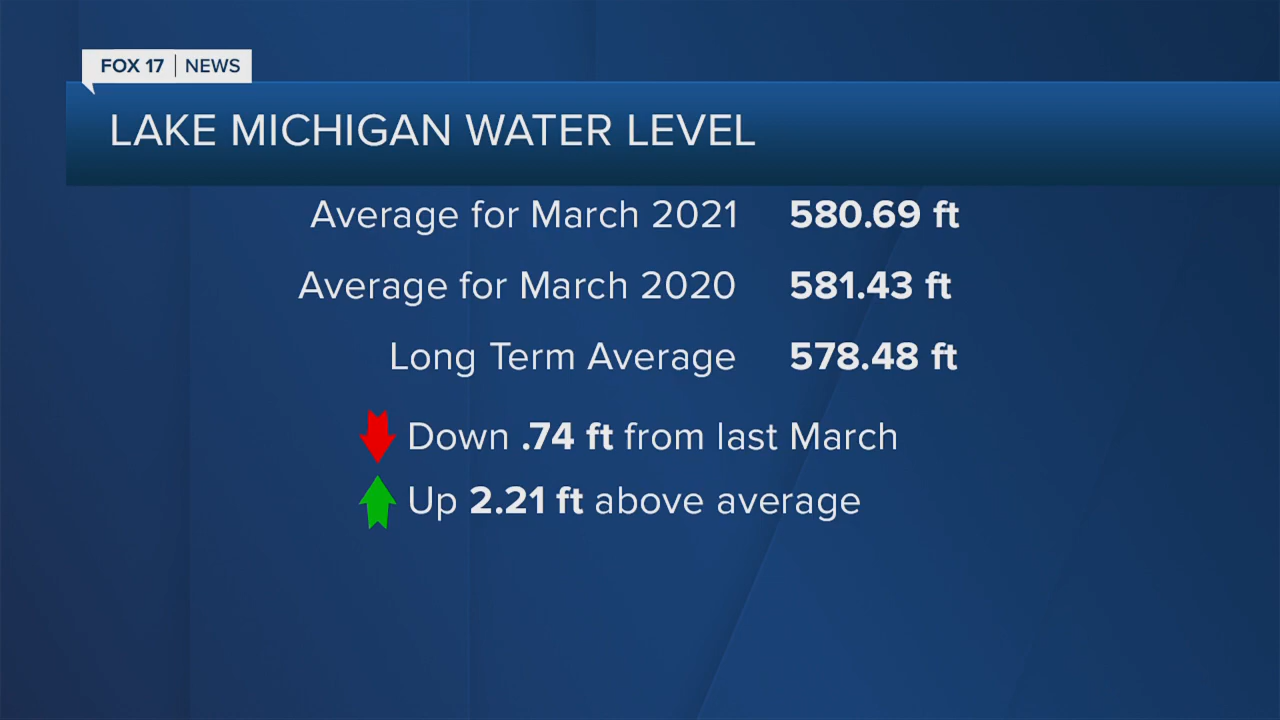 FOX 17 | NEWS
LAKE MICHIGAN WATER LEVEL
Average for March 2021 580.69 ft
Average for March 2020 581.43 ft
Long Term Average 578.48 ft
Down .74 ft from last March
Up 2.21 ft above average